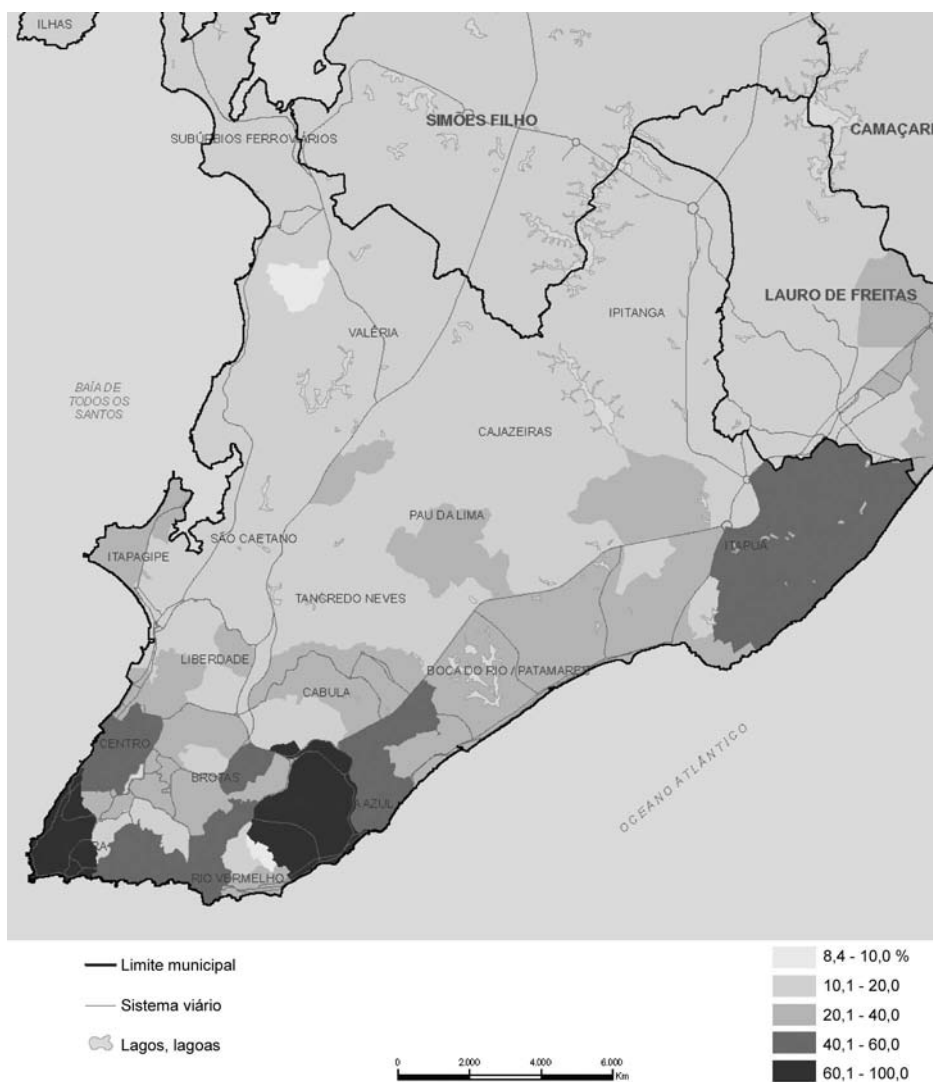 ILHAS
SUBÚRBIOS FERROVIÁRIOS
SIMÕES FILHO
CAMAÇARI
LAURO DE FREITAS
IPITANGA
VALÉRIA
BAÍA DE
TODOS OS
SANTOS
CAJAZEIRAS
PAU DA LIMA
ITAPAGIPE
SÃO CAETANO
ITAPUÃ
TANCREDO NEVES
LIBERDADE
BOCA DO RIO / PATAMARES
CABULA
CENTRO
BROTAS
OCEANO ATLÂNTICO
AZUL
RA
RIO VERMELHO
Limite municipal
Sistema viário
Lagos, lagoas
0 2.000 4.000 6.000
Km
8,4 - 10,0 %
10,1 - 20,0
20,1 - 40,0
40,1 - 60,0
60,1 - 100,0